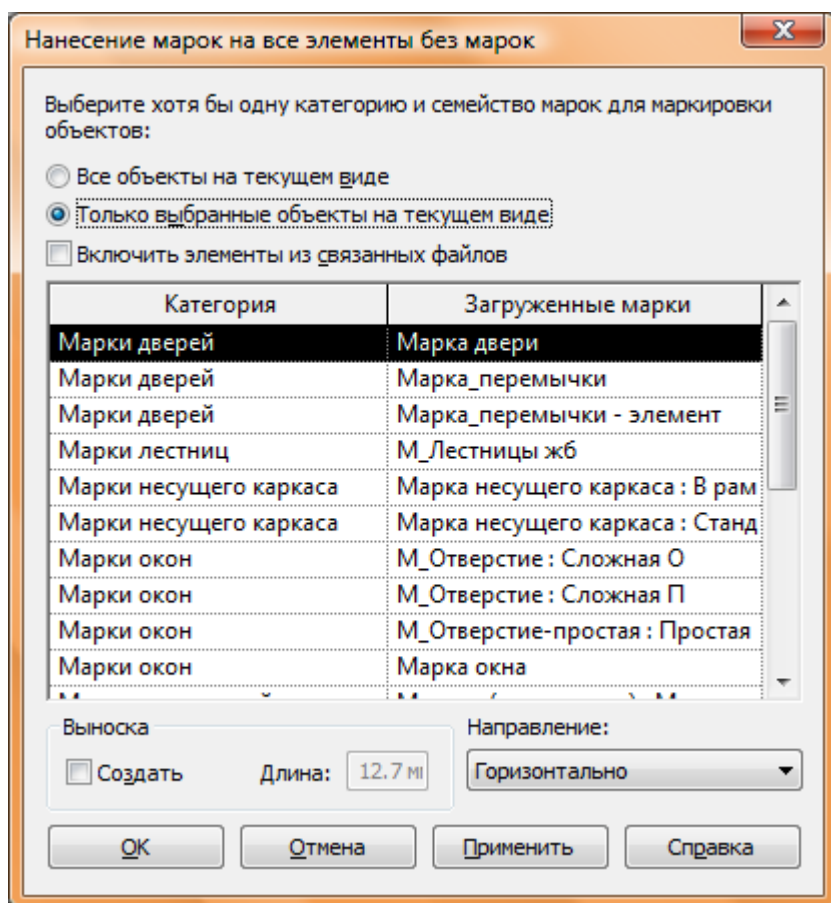 Нанесение марок на все элементы без марок
Выберите хотя бы одну категорию и семейство марок для маркировки
объектов:
Все объекты на текущем виде
Только выбранные объекты на текущем виде
Включить элементы из связанных файлов
Категория Загруженные марки
Марки дверей Марка двери
Марки дверей Марка_перемычки
Марки дверей Марка_перемычки - элемент
Марки лестниц М_Лестницы жб
Марки несущего каркаса Марка несущего каркаса : В рам
Марки несущего каркаса Марка несущего каркаса : Станд
Марки окон М_Отверстие : Сложная О
Марки окон М_Отверстие : Сложная П
Марки окон М_Отверстие-простая : Простая
Марки окон Марка окна
Выноска Направление:
Создать Длина: 12.7 Горизонтально
OK Отмена Применить Справка